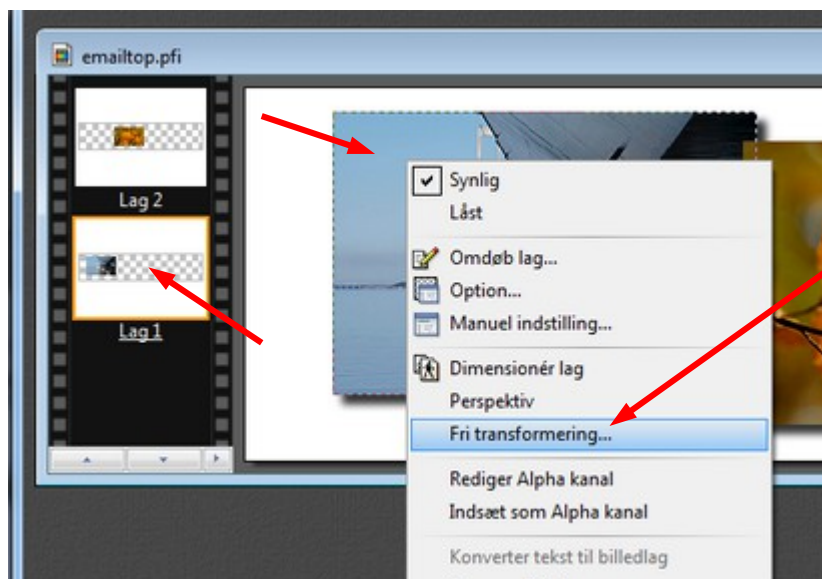 emailtop.pfi
Lag 2
Lag 1
Synlig
Låst
Omdøb lag...
Option...
Manuel indstilling...
Dimensionér lag
Perspektiv
Fri transformering...
Rediger Alpha kanal
Indsæt som Alpha kanal
Konverter tekst til billedlag